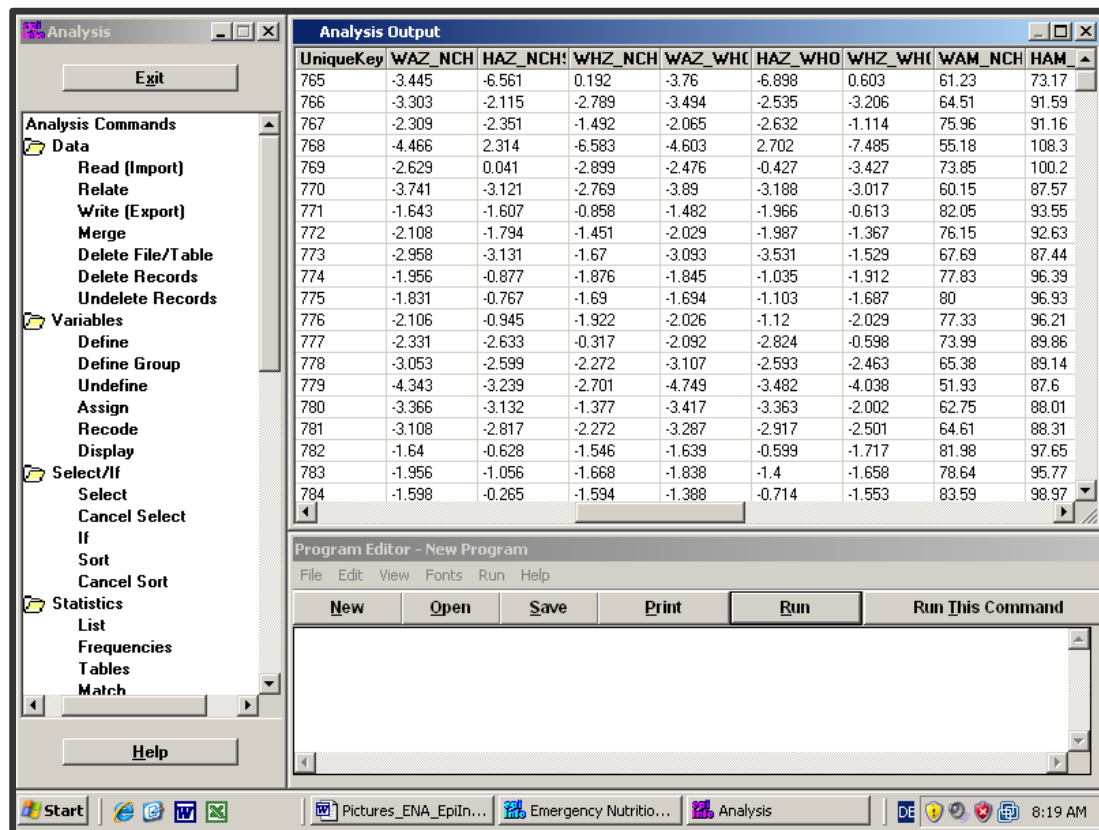 Analysis
Exit
Analysis Commands
Data
Read (Import)
Relate
Write (Export)
Merge
Delete File/Table
Delete Records
Undelete Records
Variables
Define
Define Group
Undefine
Assign
Recode
Display
Select/If
Select
Cancel Select
If
Sort
Cancel Sort
Statistics
List
Frequencies
Tables
Match
Help
Analysis Output
UniqueKey WAZ_NCH HAZ_NCH WHZ_NCH WAZ_WH HAZ_WHO WHZ_WH WAM_NCH HAM_
765 -3.445 -6.561 0.192 -3.76 -6.898 0.603 61.23 73.17
766 -3.303 -2.115 -2.789 -3.494 -2.535 -3.206 64.51 91.59
767 -2.309 -2.351 -1.492 -2.065 -2.632 -1.114 75.96 91.16
768 -4.466 2.314 -6.583 -4.603 2.702 -7.485 55.18 108.3
769 -2.629 0.041 -2.899 -2.476 -0.427 -3.427 73.85 100.2
770 -3.741 -3.121 -2.769 -3.89 -3.188 -3.017 60.15 87.57
771 -1.643 -1.607 -0.858 -1.482 -1.966 -0.613 82.05 93.55
772 -2.108 -1.794 -1.451 -2.029 -1.987 -1.367 76.15 92.63
773 -2.958 -3.131 -1.67 -3.093 -3.531 -1.529 67.69 87.44
774 -1.956 -0.877 -1.876 -1.845 -1.035 -1.912 77.83 96.39
775 -1.831 -0.767 -1.69 -1.694 -1.103 -1.687 80 96.93
776 -2.106 -0.945 -1.922 -2.026 -1.12 -2.029 77.33 96.21
777 -2.331 -2.633 -0.317 -2.092 -2.824 -0.598 73.99 89.86
778 -3.053 -2.599 -2.272 -3.107 -2.593 -2.463 65.38 89.14
779 -4.343 -3.239 -2.701 -4.749 -3.482 -4.038 51.93 87.6
780 -3.366 -3.132 -1.377 -3.417 -3.363 -2.002 62.75 88.01
781 -3.108 -2.817 -2.272 -3.287 -2.917 -2.501 64.61 88.31
782 -1.64 -0.628 -1.546 -1.639 -0.599 -1.717 81.98 97.65
783 -1.956 -1.056 -1.668 -1.838 -1.4 -1.658 78.64 95.77
784 -1.598 -0.265 -1.594 -1.388 -0.714 -1.553 83.59 98.97
Program Editor - New Program
File Edit View Fonts Run Help
New Open Save Print Run Run This Command
Start Pictures_ENA_EpiIn... Emergency Nutritio... Analysis DE 8:19 AM